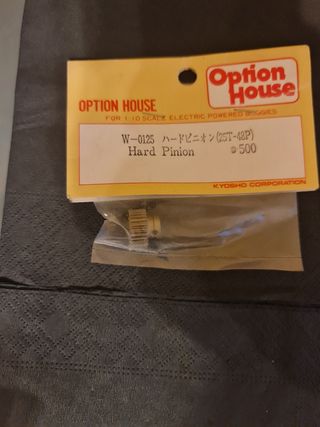 Option
House
OPTION HOUSE
FOR 1:10 SCALE ELECTRIC POWERED BUGGIES
W-0125 ハードピニオン(25T-48P)
Hard Pinion ⊕500
KYOSHO CORPORATION